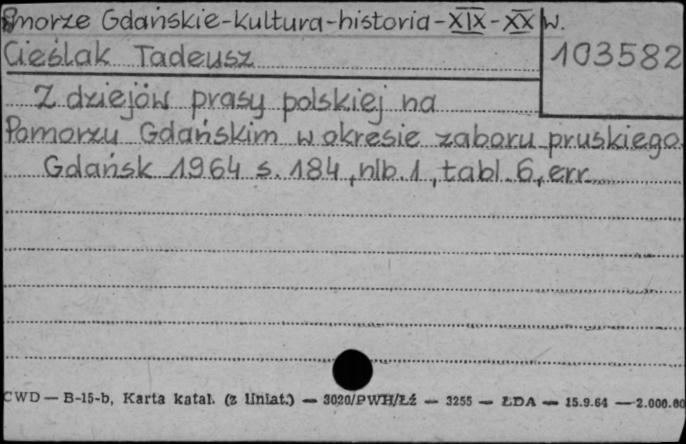 Pomorze Gdańskie-kultura-historia-XIX-XX w.
Cieślak Tadeusz
103582
Z dziejów prasy polskiej na
Pomorzu Gdańskim w okresie zaboru pruskiego.
Gdańsk 1964 s. 184, nlb. 1, tabl. 6, err.
CWD — B-15-b, Karta katal. (z liniat.) — 3020/PWH/Łź — 3255 — ŁDA — 15.9.64 — 2.000.00